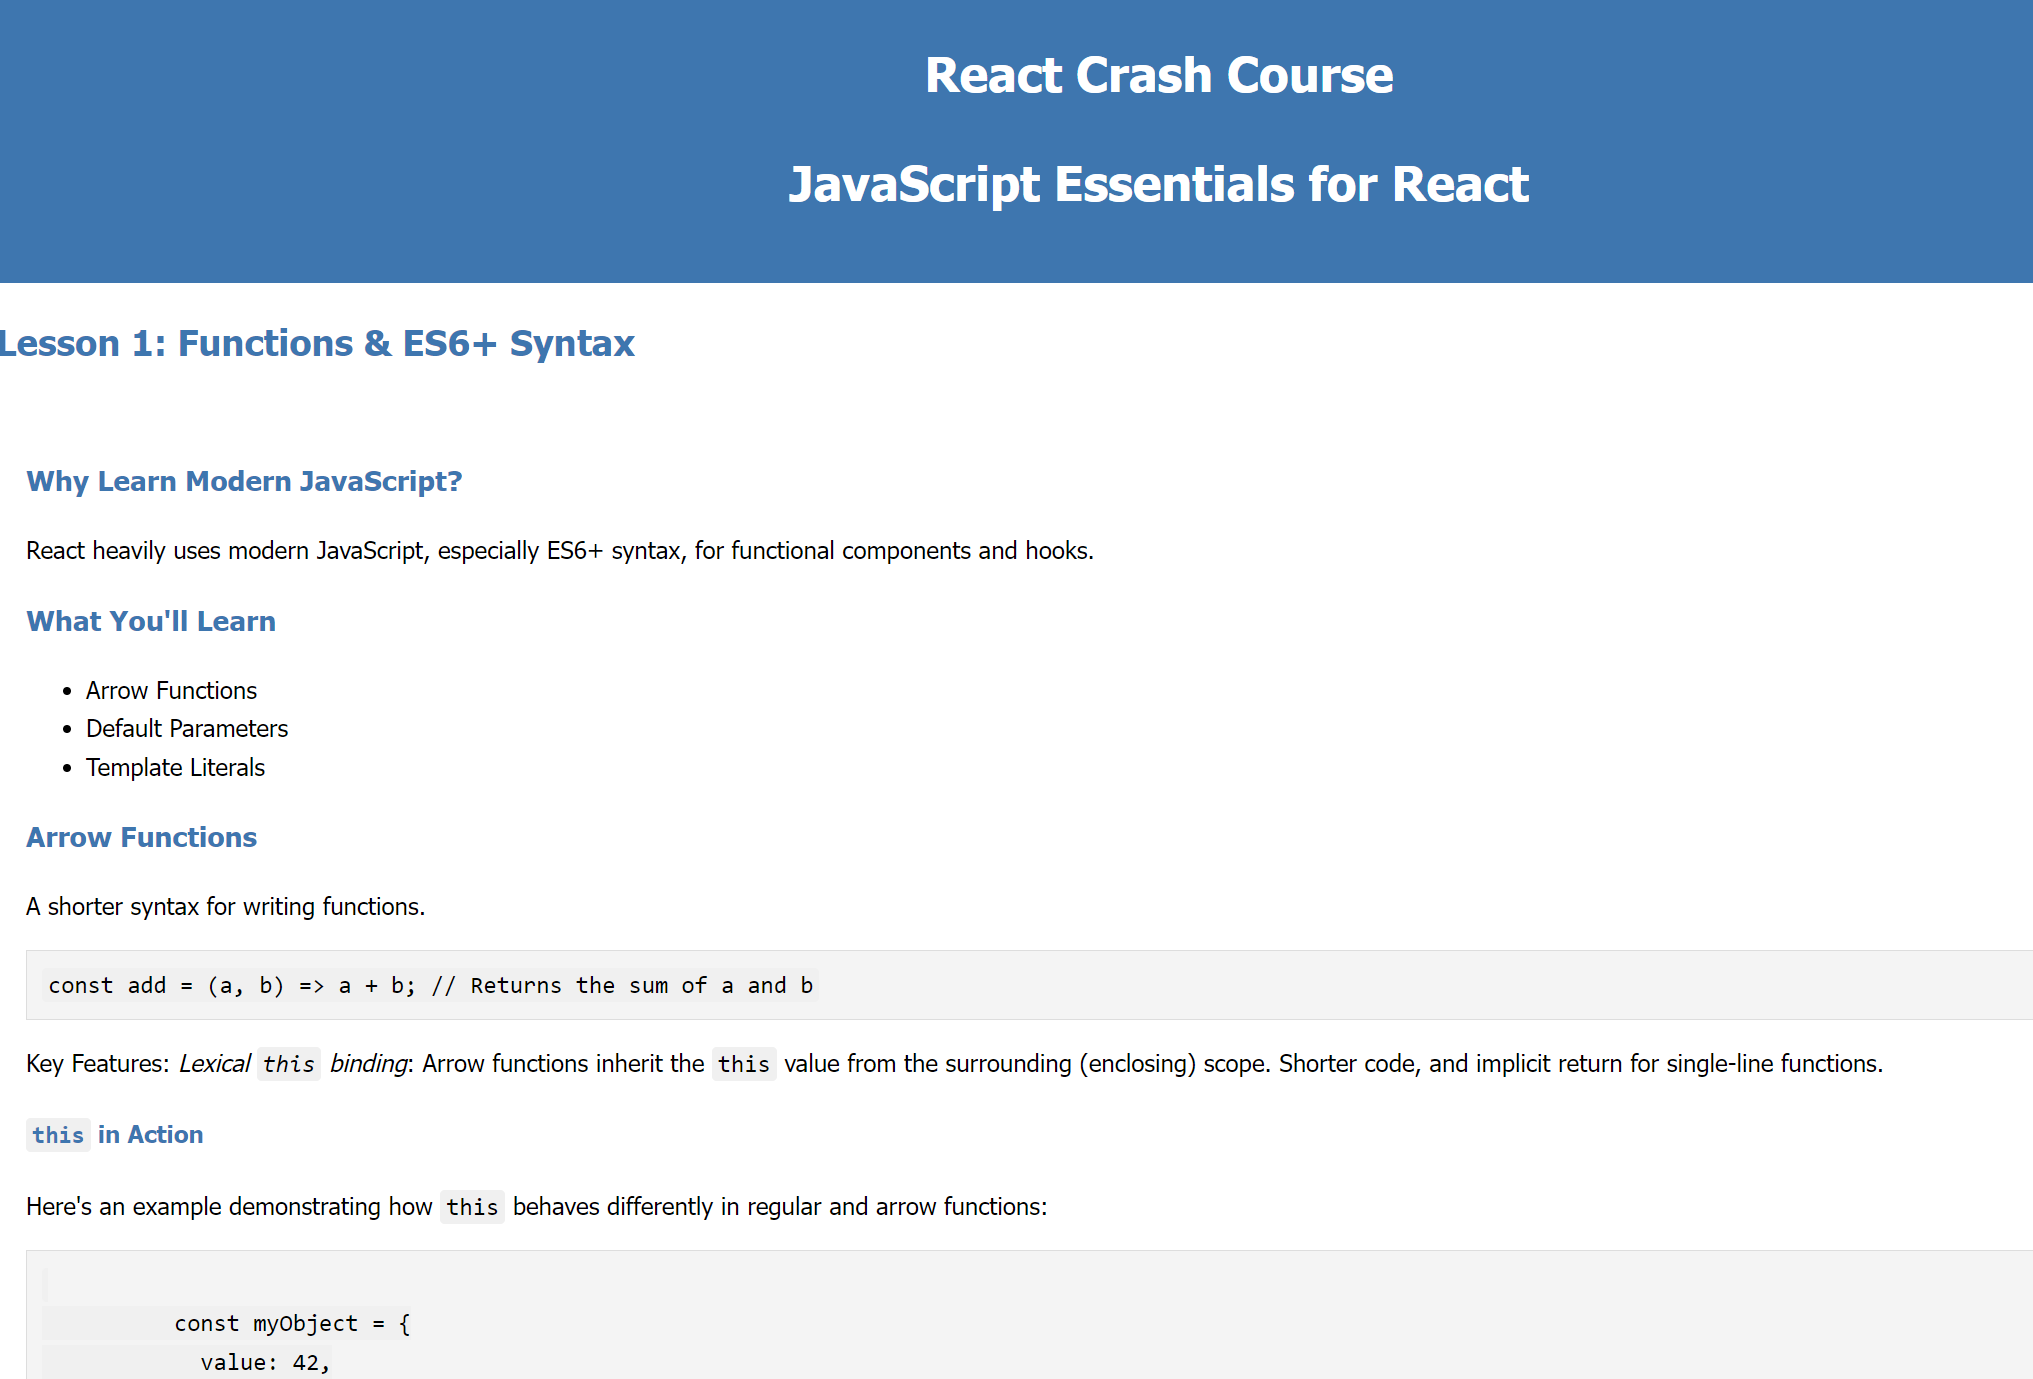 React Crash Course
JavaScript Essentials for React
Lesson 1: Functions & ES6+ Syntax
Why Learn Modern JavaScript?
React heavily uses modern JavaScript, especially ES6+ syntax, for functional components and hooks.
What You'll Learn
• Arrow Functions
• Default Parameters
• Template Literals
Arrow Functions
A shorter syntax for writing functions.
const add = (a, b) => a + b; // Returns the sum of a and b
Key Features: Lexical this binding: Arrow functions inherit the this value from the surrounding (enclosing) scope. Shorter code, and implicit return for single-line functions.
this in Action
Here's an example demonstrating how this behaves differently in regular and arrow functions:
const myObject = {
value: 42,